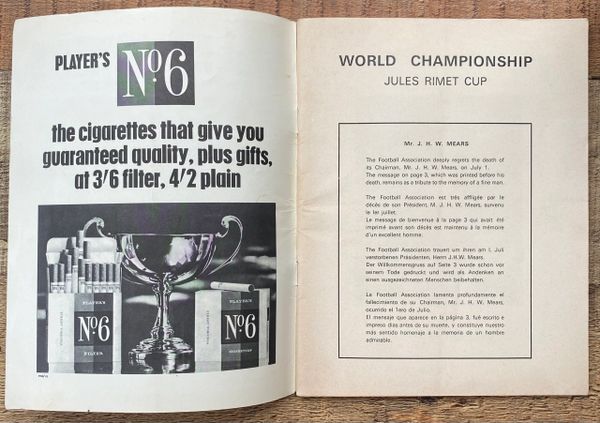 PLAYER'S
Nº6
the cigarettes that give you
guaranteed quality, plus gifts,
at 3/6 filter, 4/2 plain
PLAYER'S
Nº6
FILTER
PLAYER'S
Nº6
WORLD CHAMPIONSHIP
JULES RIMET CUP
Mr. J. H. W. MEARS
The Football Association deeply regrets the death of
its Chairman, Mr. J. H. W. Mears, on July 1.
The message on page 3, which was printed before his
death, remains as a tribute to the memory of a fine man.
The Football Association est très affligée par le
décès de son Président, M. J. H. W. Mears, survenu
le 1er juillet.
Le message de bienvenue à la page 3 qui avait été
imprimé avant son décès est maintenu à la mémoire
d'un excellent homme.
The Football Association trauert um ihren am 1. Juli
verstorbenen Präsidenten, Herrn J.H.W. Mears.
Der Willkommensgruss auf Seite 3 wurde schon vor
seinem Tode gedruckt und wird als Andenken an
einen ausgezeichneten Menschen beibehalten.
La Football Association lamenta profundamente el
fallecimiento de su Chairman, Mr. J. H. W. Mears,
ocurrido el 1ero de Julio.
El mensaje que aparece en la página 3, fué escrito e
impreso días antes de su muerte, y constituye nuestro
más sentido homenaje a la memoria de un hombre
admirable.